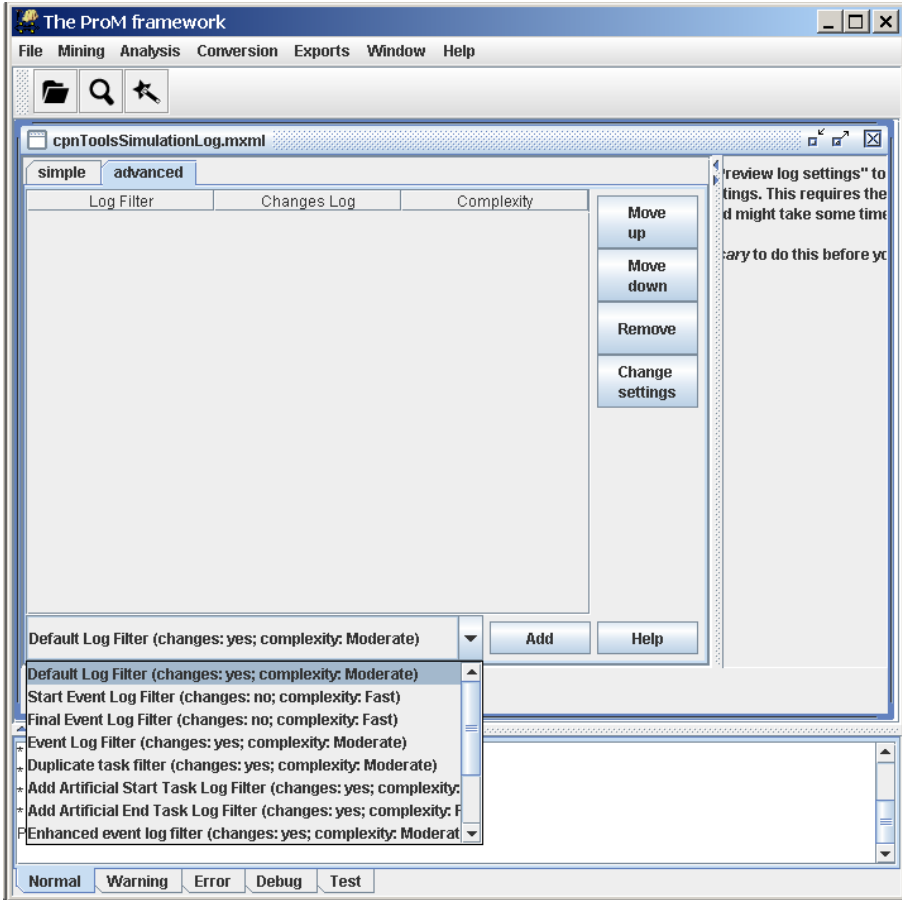 The ProM framework
File Mining Analysis Conversion Exports Window Help
cpnToolsSimulationLog.mxml
simple advanced
Log Filter Changes Log Complexity
Move up
Move down
Remove
Change settings
review log settings" to
tings. This requires the
d might take some time
cary to do this before yo
Default Log Filter (changes: yes; complexity: Moderate)
Add
Help
Default Log Filter (changes: yes; complexity: Moderate)
Start Event Log Filter (changes: no; complexity: Fast)
Final Event Log Filter (changes: no; complexity: Fast)
Event Log Filter (changes: yes; complexity: Moderate)
Duplicate task filter (changes: yes; complexity: Moderate)
Add Artificial Start Task Log Filter (changes: yes; complexity:
Add Artificial End Task Log Filter (changes: yes; complexity: F
Enhanced event log filter (changes: yes; complexity: Moderat
Normal Warning Error Debug Test